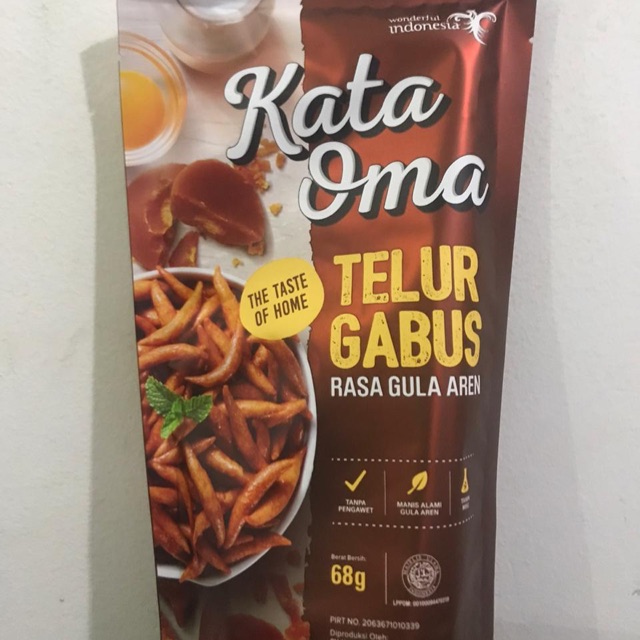 wonderful
indonesia
Kata
Oma
THE TASTE
OF HOME
TELUR
GABUS
RASA GULA AREN
TANPA
PENGAWET
MANIS ALAMI
GULA AREN
Berat Bersih:
68g
PIRT NO. 2063671010339
Diproduksi Oleh: